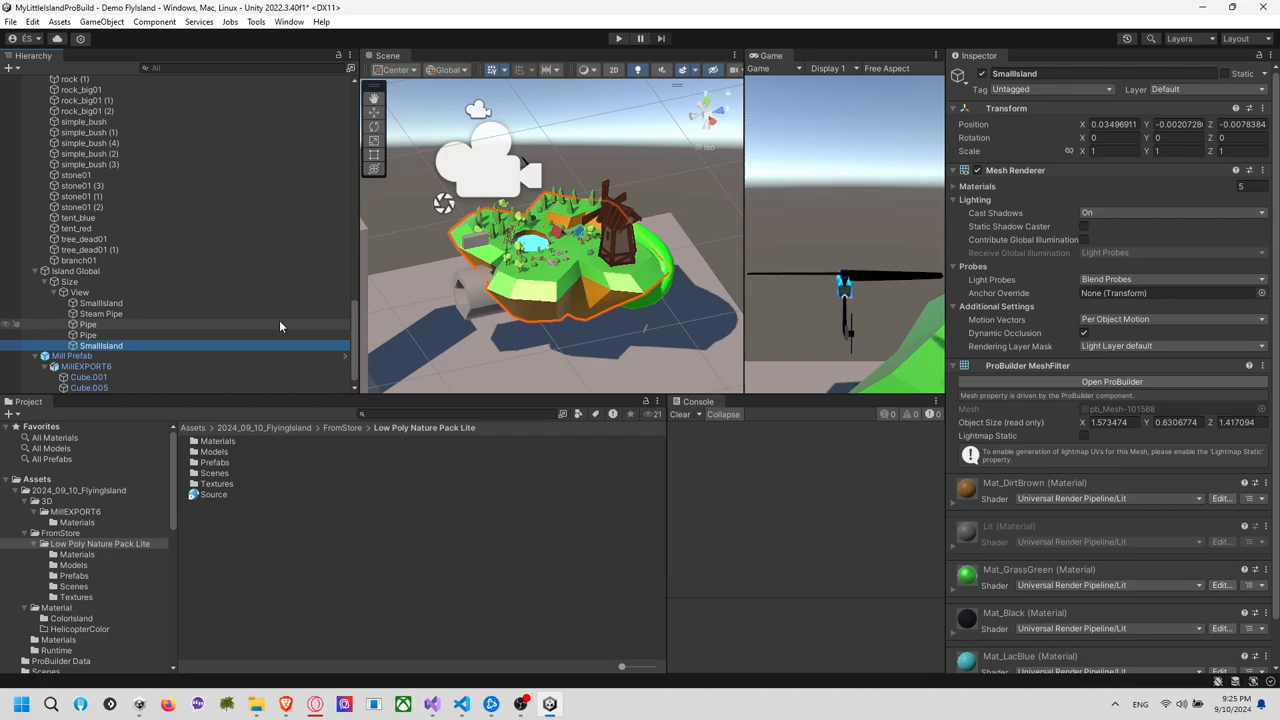 MyLittleIslandProBuild - Demo FlyIsland - Windows, Mac, Linux - Unity 2022.3.40f1* <DX11>
File Edit Assets GameObject Component Services Jobs Tools Window Help
ÉS Layers Layout
Hierarchy
All
rock (1)
rock_big01
rock_big01 (1)
rock_big01 (2)
simple_bush
simple_bush (1)
simple_bush (4)
simple_bush (2)
simple_bush (3)
stone01
stone01 (3)
stone01 (1)
stone01 (2)
tent_blue
tent_red
tree_dead01
tree_dead01 (1)
branch01
Island Global
Size
View
SmallIsland
Steam Pipe
Pipe
Pipe
SmallIsland
Mill Prefab
MillEXPORT6
Cube.001
Cube.005
Scene
Center Global 2D
Iso
Game
Game Display 1 Free Aspect
Inspector
SmallIsland Static
Tag Untagged Layer Default
Transform
Position X 0.03496911 Y -0.0020728 Z -0.0078384
Rotation X 0 Y 0 Z 0
Scale X 1 Y 1 Z 1
Mesh Renderer
Materials 5
Lighting
Cast Shadows On
Static Shadow Caster
Contribute Global Illumination
Receive Global Illumination Light Probes
Probes
Light Probes Blend Probes
Anchor Override None (Transform)
Additional Settings
Motion Vectors Per Object Motion
Dynamic Occlusion
Rendering Layer Mask Light Layer default
ProBuilder MeshFilter
Open ProBuilder
Mesh property is driven by the ProBuilder component.
Mesh pb_Mesh-101568
Object Size (read only) X 1.573474 Y 0.6306774 Z 1.417094
Lightmap Static
To enable generation of lightmap UVs for this Mesh, please enable the 'Lightmap Static' property.
Mat_DirtBrown (Material)
Shader Universal Render Pipeline/Lit Edit...
Lit (Material)
Shader Universal Render Pipeline/Lit Edit...
Mat_GrassGreen (Material)
Shader Universal Render Pipeline/Lit Edit...
Mat_Black (Material)
Shader Universal Render Pipeline/Lit Edit...
Mat_LacBlue (Material)
Shader Universal Render Pipeline/Lit Edit...
Project
21
Favorites
All Materials
All Models
All Prefabs
Assets
2024_09_10_FlyingIsland
3D
MillEXPORT6
Materials
FromStore
Low Poly Nature Pack Lite
Materials
Models
Prefabs
Scenes
Textures
Material
ColorIsland
HelicopterColor
Materials
Runtime
ProBuilder Data
Scenes
Assets > 2024_09_10_FlyingIsland > FromStore > Low Poly Nature Pack Lite
Materials
Models
Prefabs
Scenes
Textures
Source
Console
Clear Collapse 0 0 0
ENG 9:25 PM
9/10/2024